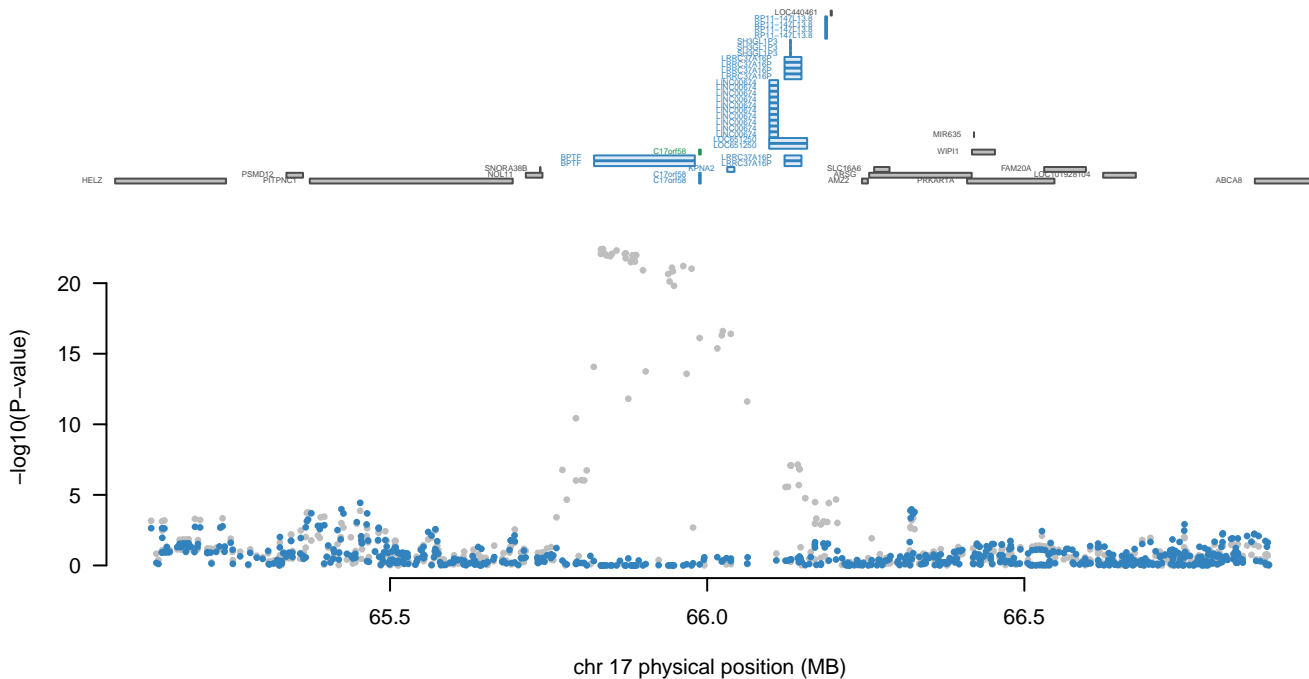 LOC440461
RP11-147L13.8
RP11-147L13.8
RP11-147L13.8
RP11-147L13.8
SH3GL1P3
SH3GL1P3
SH3GL1P3
LRRC37A16P
LRRC37A16P
LRRC37A16P
LRRC37A16P
LINC00674
LINC00674
LINC00674
LINC00674
LINC00674
LINC00674
LINC00674
LINC00674
LINC00674
LINC00674
MIR635
LOC651250
LOC651250
C17orf58 WIPI1
BPTF LRRC37A16P
BPTF LRRC37A16P
SNORA38B KPNA2 SLC16A6 FAM20A
PSMD12 NOL11 C17orf58 ARSG LOC101928104
HELZ PITPNC1 C17orf58 AMZ2 PRKAR1A ABCA8
20
15
10
5
0
−log10(P−value)
65.5 66.0 66.5
chr 17 physical position (MB)